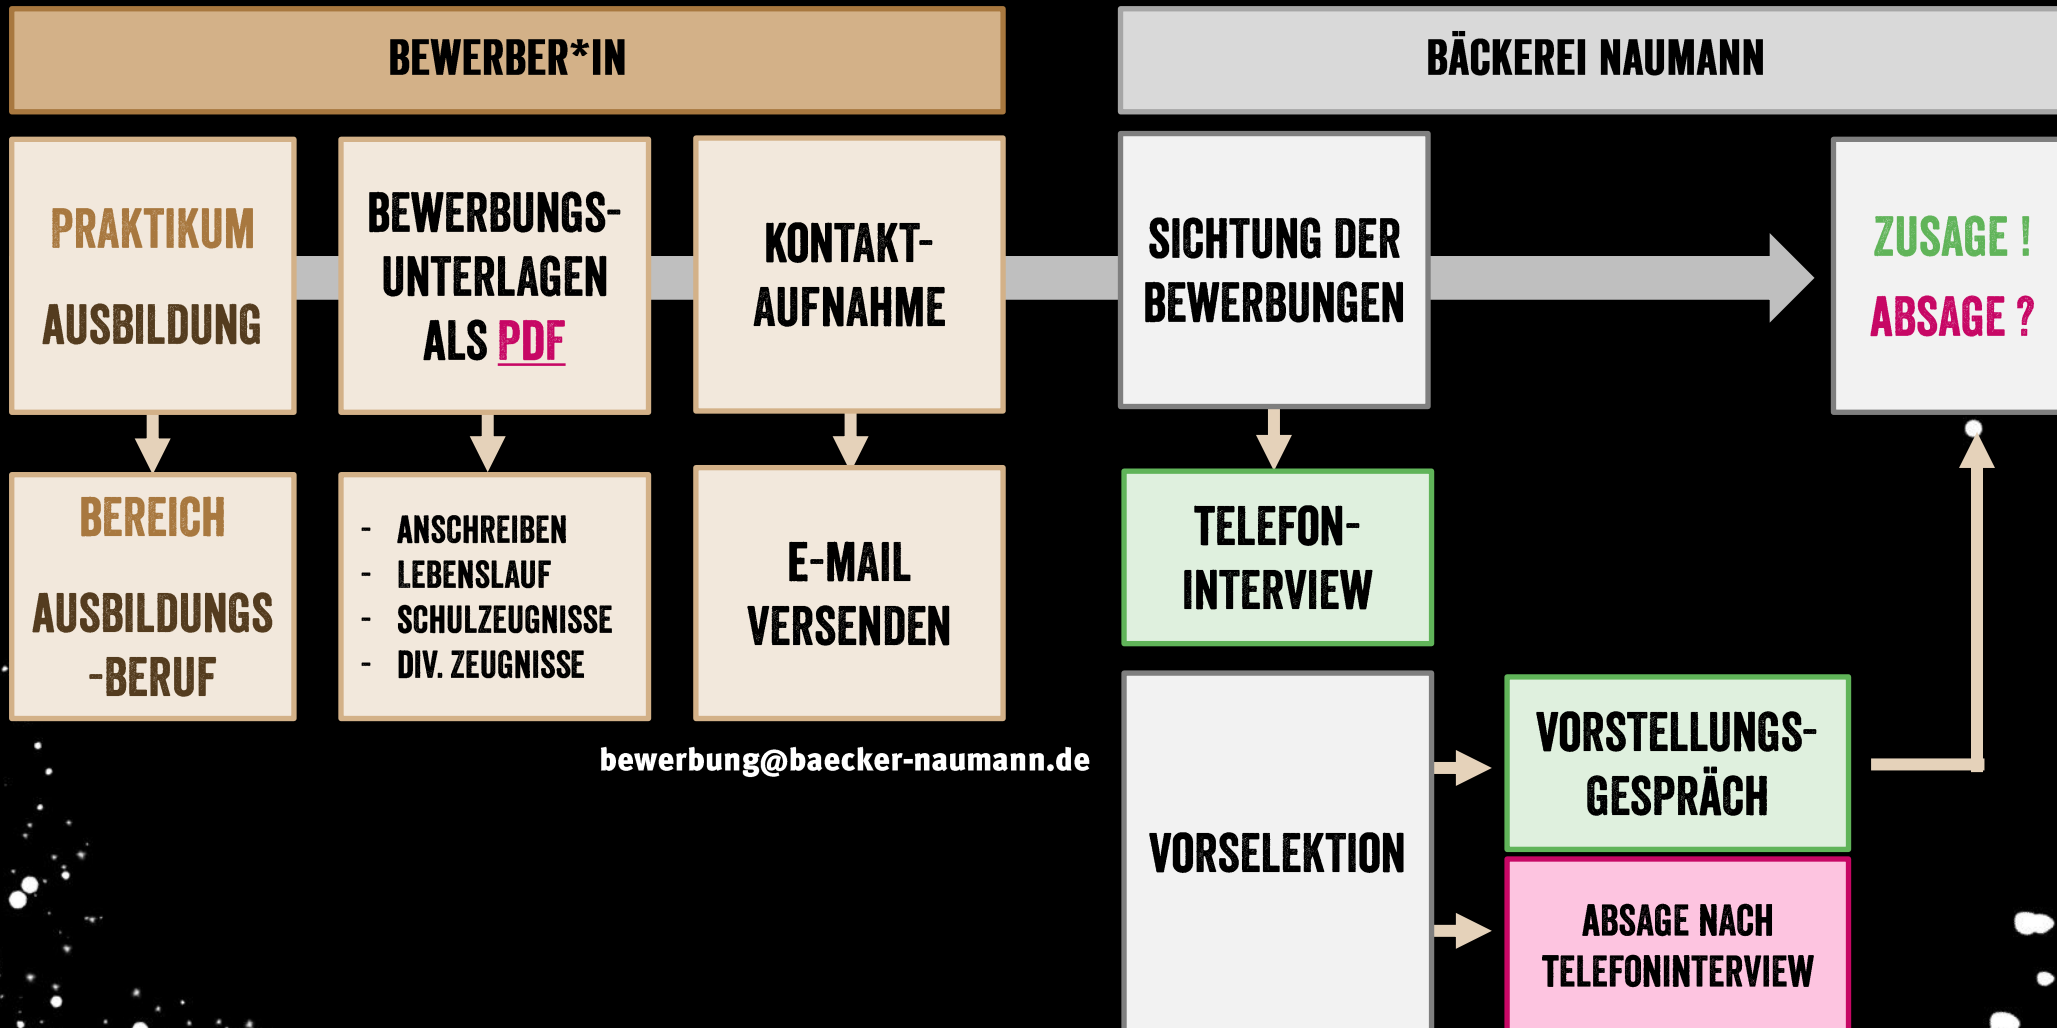 BEWERBER*IN
BÄCKEREI NAUMANN
PRAKTIKUM
AUSBILDUNG
BEWERBUNGS-
UNTERLAGEN
ALS PDF
KONTAKT-
AUFNAHME
SICHTUNG DER
BEWERBUNGEN
ZUSAGE !
ABSAGE ?
BEREICH
AUSBILDUNGS
-BERUF
- ANSCHREIBEN
- LEBENSLAUF
- SCHULZEUGNISSE
- DIV. ZEUGNISSE
E-MAIL
VERSENDEN
bewerbung@baecker-naumann.de
TELEFON-
INTERVIEW
VORSELEKTION
VORSTELLUNGS-
GESPRÄCH
ABSAGE NACH
TELEFONINTERVIEW